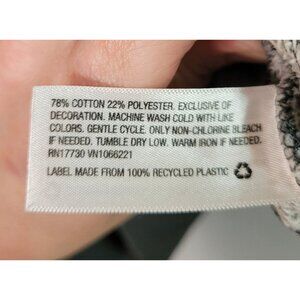 78% COTTON 22% POLYESTER. EXCLUSIVE OF
DECORATION. MACHINE WASH COLD WITH LIKE
COLORS. GENTLE CYCLE. ONLY NON-CHLORINE BLEACH
IF NEEDED. TUMBLE DRY LOW. WARM IRON IF NEEDED.
RN17730 VN1066221
LABEL MADE FROM 100% RECYCLED PLASTIC